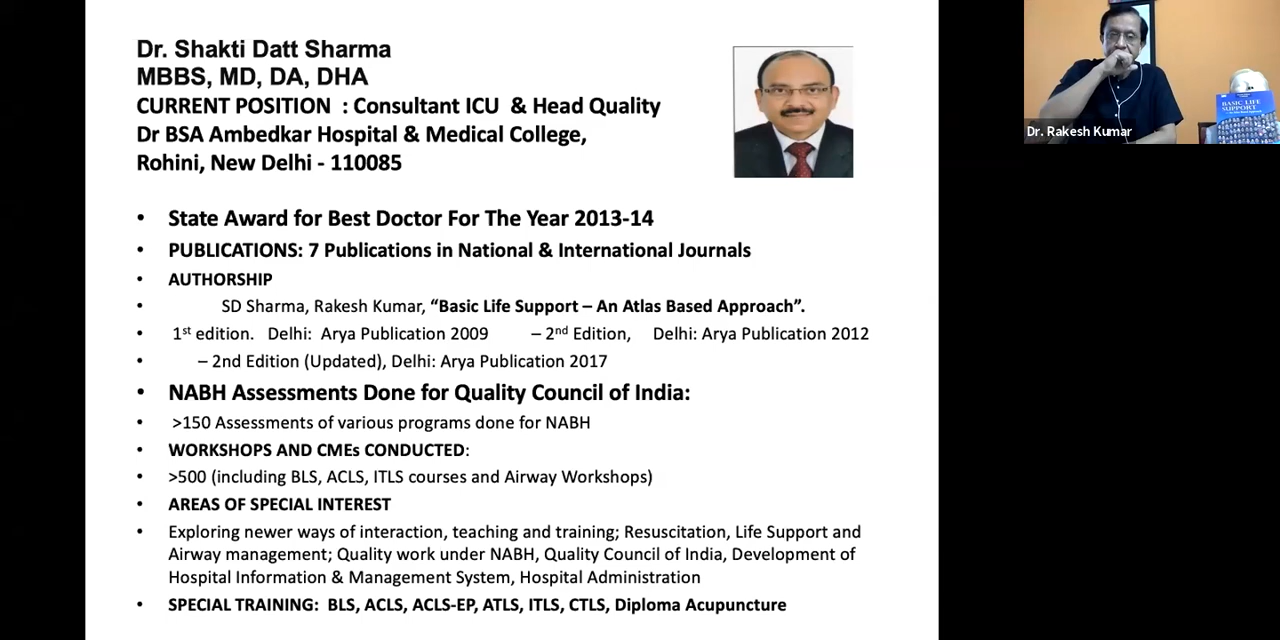 Dr. Shakti Datt Sharma
MBBS, MD, DA, DHA
CURRENT POSITION : Consultant ICU & Head Quality
Dr BSA Ambedkar Hospital & Medical College,
Rohini, New Delhi - 110085
• State Award for Best Doctor For The Year 2013-14
• PUBLICATIONS: 7 Publications in National & International Journals
• AUTHORSHIP
• SD Sharma, Rakesh Kumar, “Basic Life Support – An Atlas Based Approach”.
• 1st edition. Delhi: Arya Publication 2009 – 2nd Edition, Delhi: Arya Publication 2012
• – 2nd Edition (Updated), Delhi: Arya Publication 2017
• NABH Assessments Done for Quality Council of India:
• >150 Assessments of various programs done for NABH
• WORKSHOPS AND CMEs CONDUCTED:
• >500 (including BLS, ACLS, ITLS courses and Airway Workshops)
• AREAS OF SPECIAL INTEREST
• Exploring newer ways of interaction, teaching and training; Resuscitation, Life Support and
Airway management; Quality work under NABH, Quality Council of India, Development of
Hospital Information & Management System, Hospital Administration
• SPECIAL TRAINING: BLS, ACLS, ACLS-EP, ATLS, ITLS, CTLS, Diploma Acupuncture
Dr. Rakesh Kumar
BASIC LIFE
SUPPORT